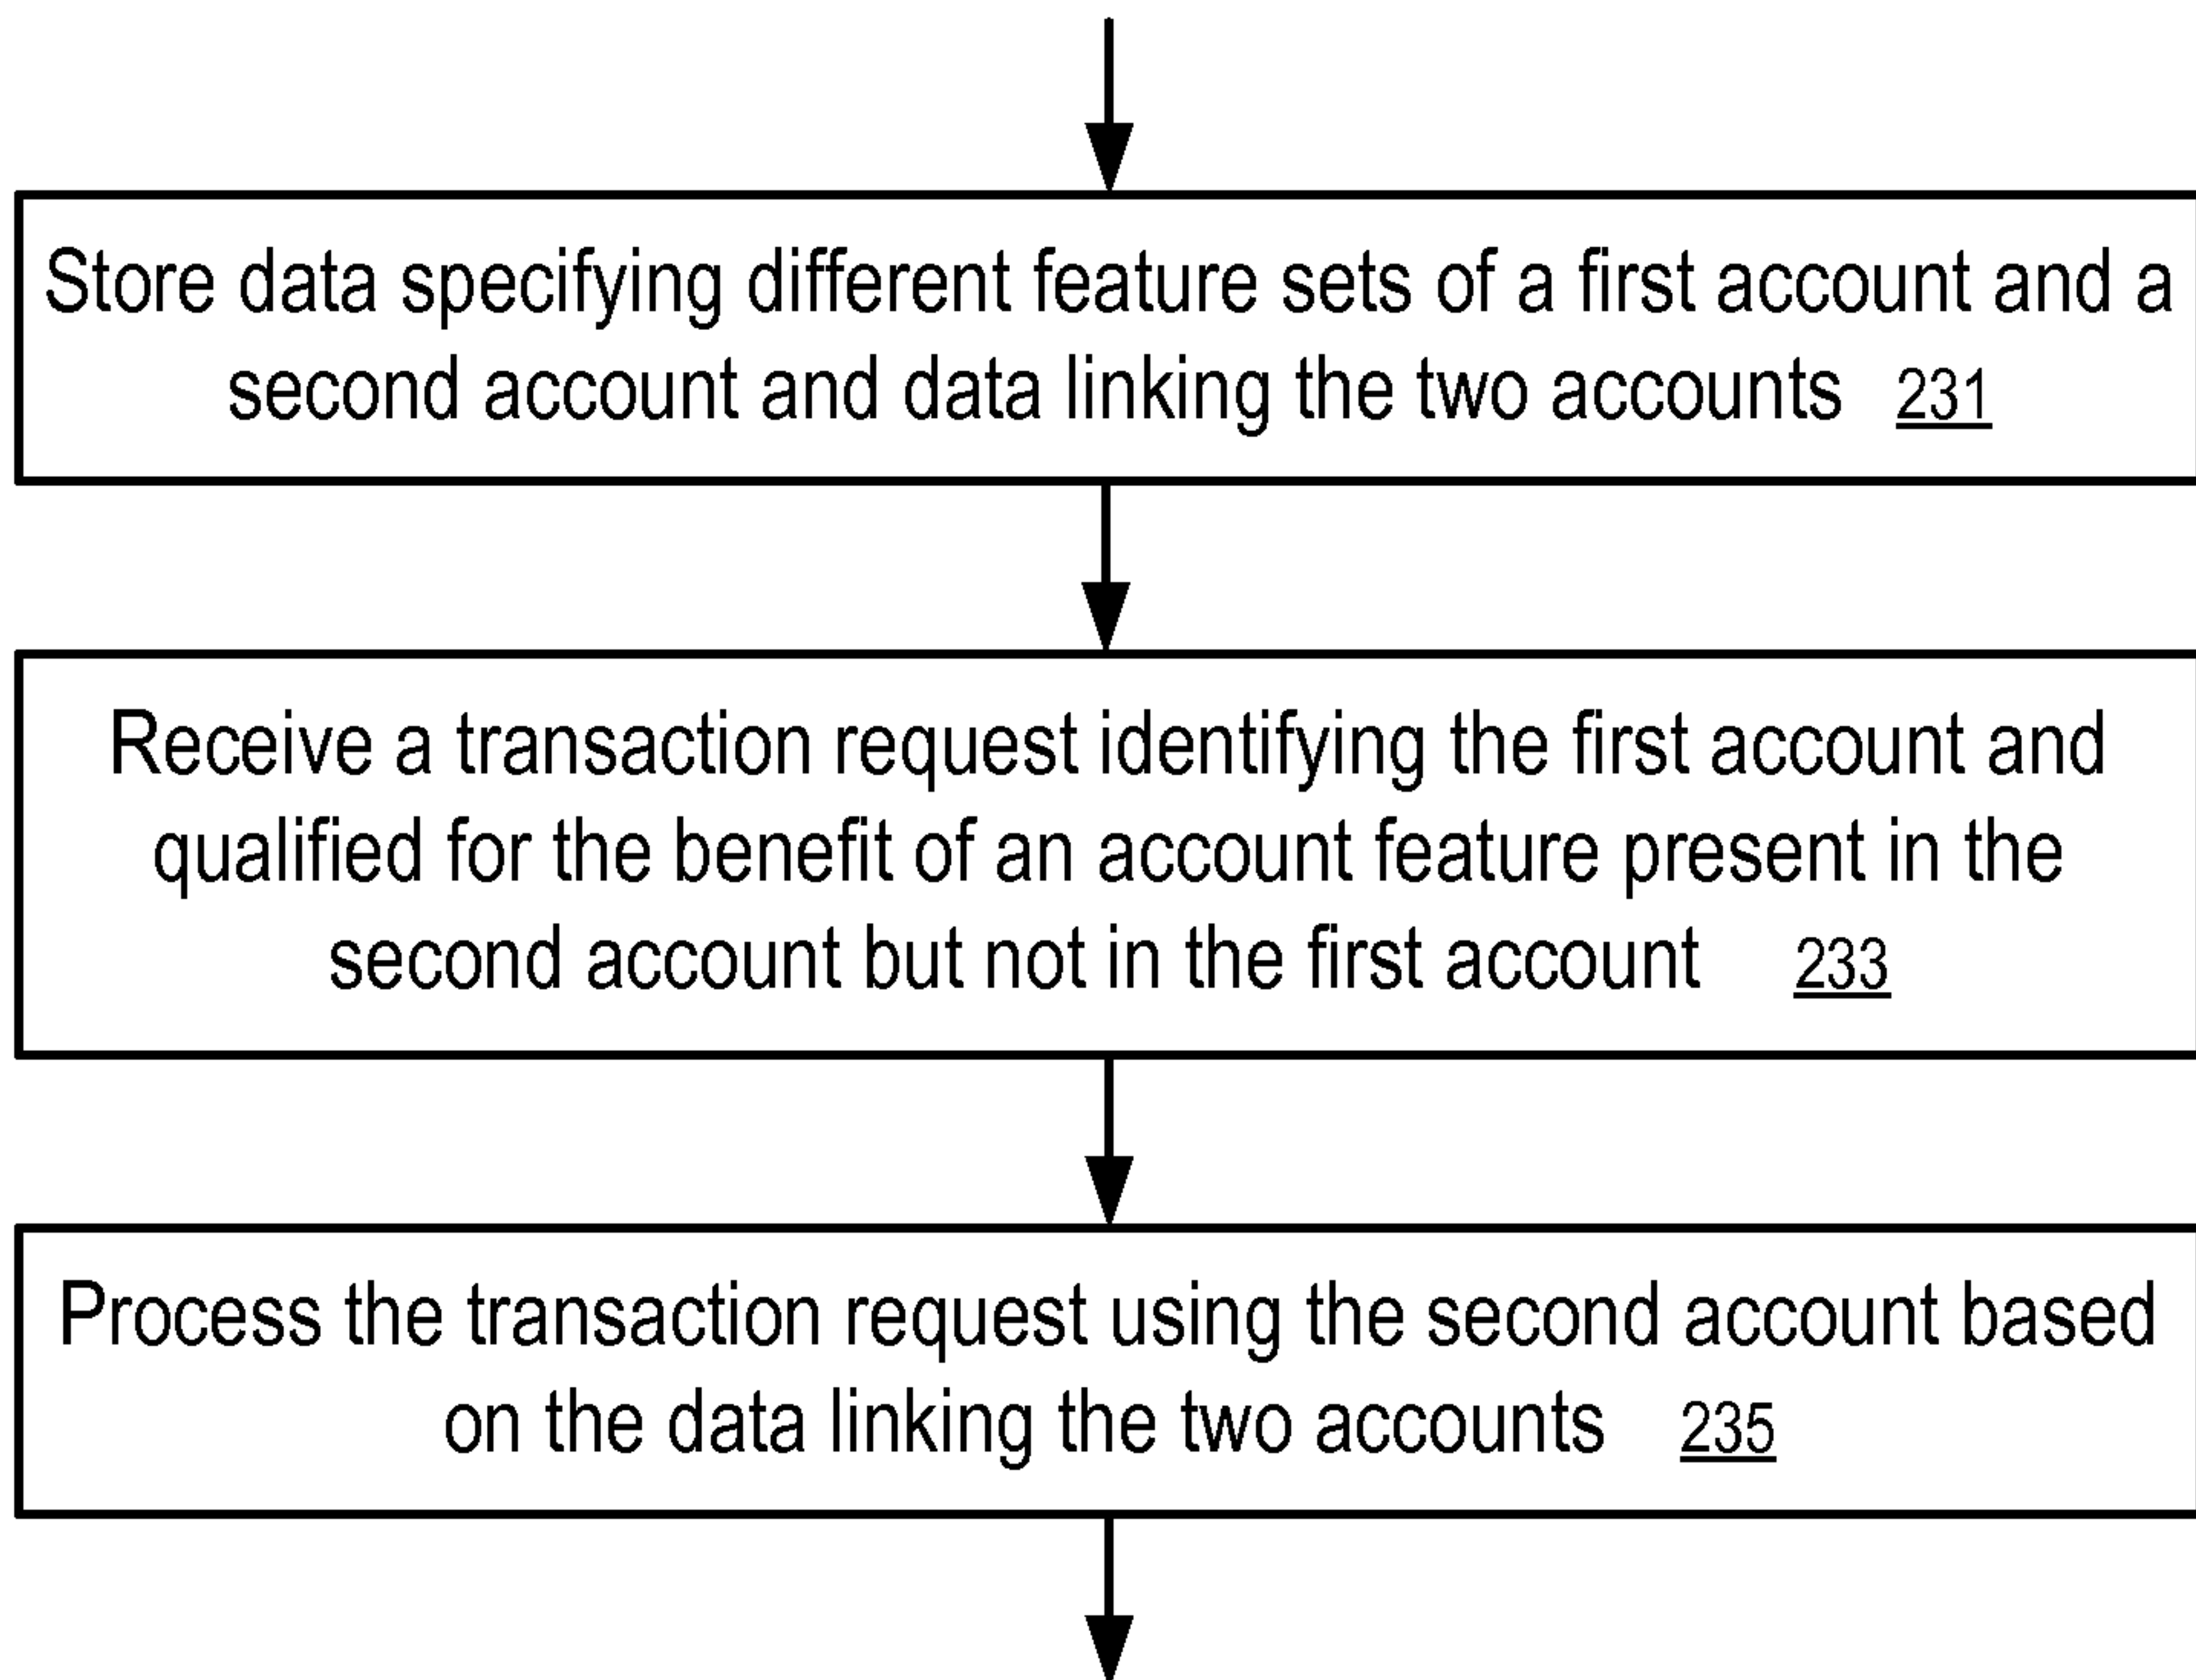 Store data specifying different feature sets of a first account and a
second account and data linking the two accounts 231
Receive a transaction request identifying the first account and
qualified for the benefit of an account feature present in the
second account but not in the first account 233
Process the transaction request using the second account based
on the data linking the two accounts 235